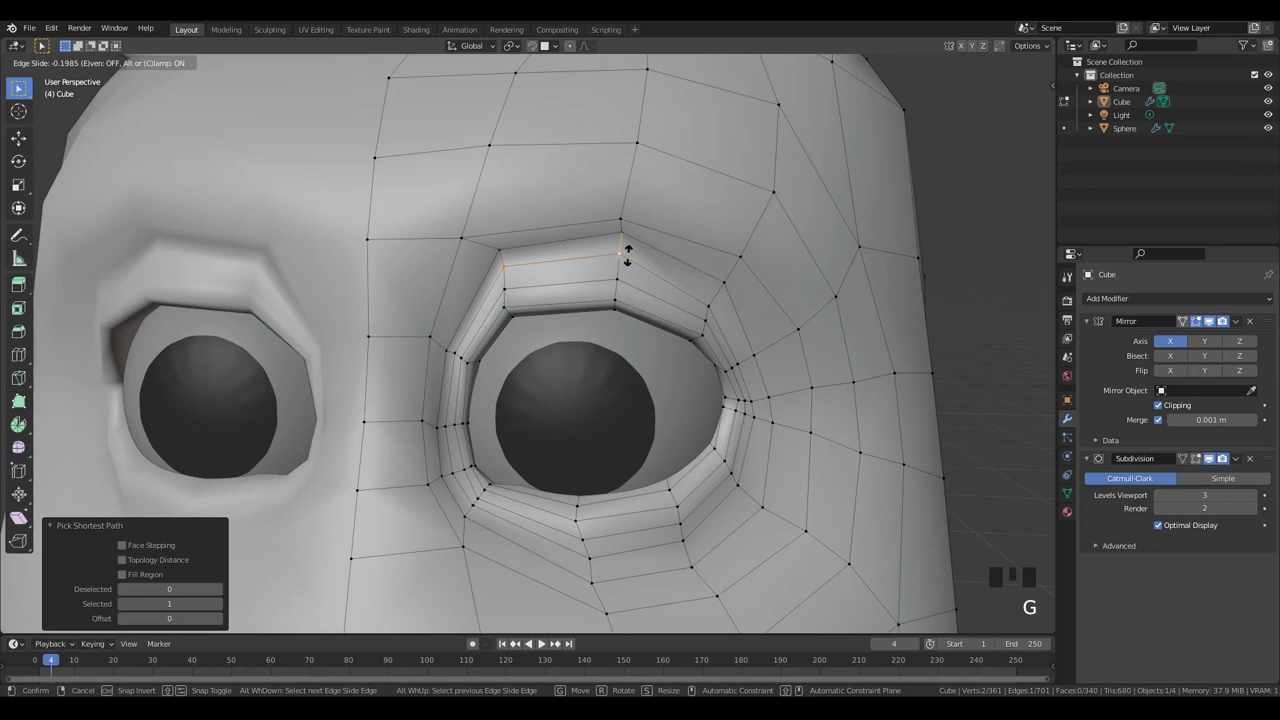 File Edit Render Window Help Layout Modeling Sculpting UV Editing Texture Paint Shading Animation Rendering Compositing Scripting + Scene View Layer
Global X Y Z Options
Edge Slide: -0.1985 (E)ven: OFF, Alt or (C)lamp: ON
User Perspective
(4) Cube
Scene Collection
Collection
Camera
Cube
Light
Sphere
Cube
Add Modifier
Mirror
Axis X Y Z
Bisect X Y Z
Flip X Y Z
Mirror Object
Clipping
Merge 0.001 m
Data
Subdivision
Catmull-Clark Simple
Levels Viewport 3
Render 2
Optimal Display
Advanced
Pick Shortest Path
Face Stepping
Topology Distance
Fill Region
Deselected 0
Selected 1
Offset 0
G
Playback Keying View Marker 4 Start 1 End 250
0 4 10 20 30 40 50 60 70 80 90 100 110 120 130 140 150 160 170 180 190 200 210 220 230 240 250
Confirm Cancel Snap Invert Snap Toggle Alt WhDown: Select next Edge Slide Edge Alt WhUp: Select previous Edge Slide Edge G Move R Rotate S Resize Automatic Constraint Automatic Constraint Plane Cube | Verts:2/361 | Edges:1/701 | Faces:0/340 | Tris:680 | Objects:1/4 | Memory: 37.9 MiB | VRAM: 1.